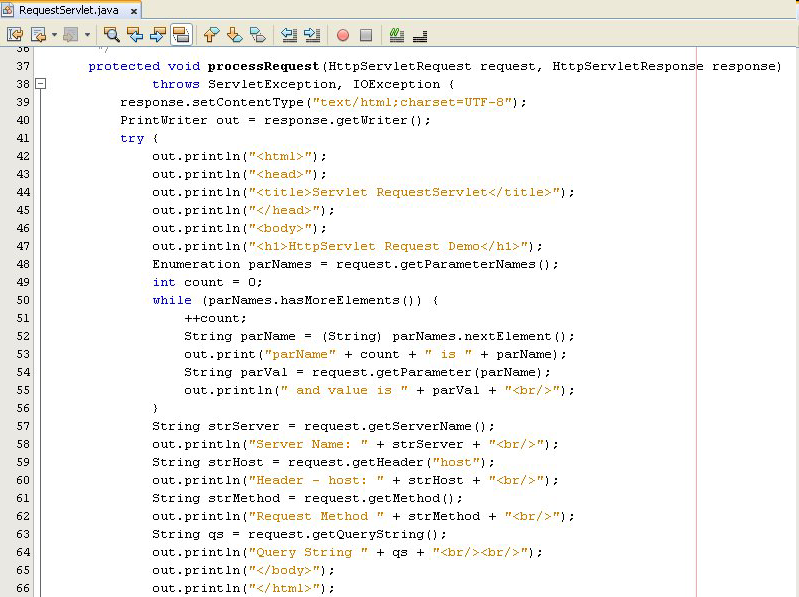 RequestServlet.java x
36 */
37 protected void processRequest(HttpServletRequest request, HttpServletResponse response)
38 throws ServletException, IOException {
39 response.setContentType("text/html;charset=UTF-8");
40 PrintWriter out = response.getWriter();
41 try {
42 out.println("<html>");
43 out.println("<head>");
44 out.println("<title>Servlet RequestServlet</title>");
45 out.println("</head>");
46 out.println("<body>");
47 out.println("<h1>HttpServlet Request Demo</h1>");
48 Enumeration parNames = request.getParameterNames();
49 int count = 0;
50 while (parNames.hasMoreElements()) {
51 ++count;
52 String parName = (String) parNames.nextElement();
53 out.print("parName" + count + " is " + parName);
54 String parVal = request.getParameter(parName);
55 out.println(" and value is " + parVal + "<br/>");
56 }
57 String strServer = request.getServerName();
58 out.println("Server Name: " + strServer + "<br/>");
59 String strHost = request.getHeader("host");
60 out.println("Header - host: " + strHost + "<br/>");
61 String strMethod = request.getMethod();
62 out.println("Request Method " + strMethod + "<br/>");
63 String qs = request.getQueryString();
64 out.println("Query String " + qs + "<br/><br/>");
65 out.println("</body>");
66 out.println("</html>");